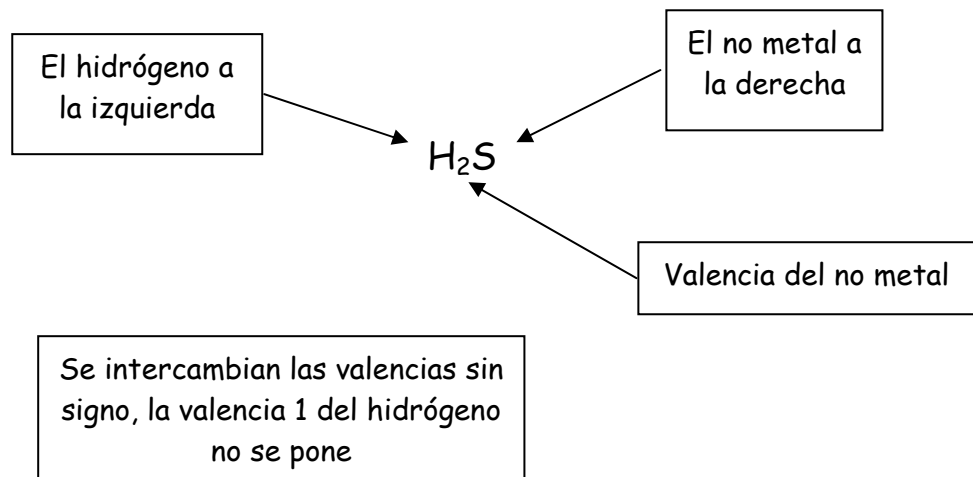 El hidrógeno a
la izquierda
El no metal a
la derecha
H₂S
Valencia del no metal
Se intercambian las valencias sin
signo, la valencia 1 del hidrógeno
no se pone